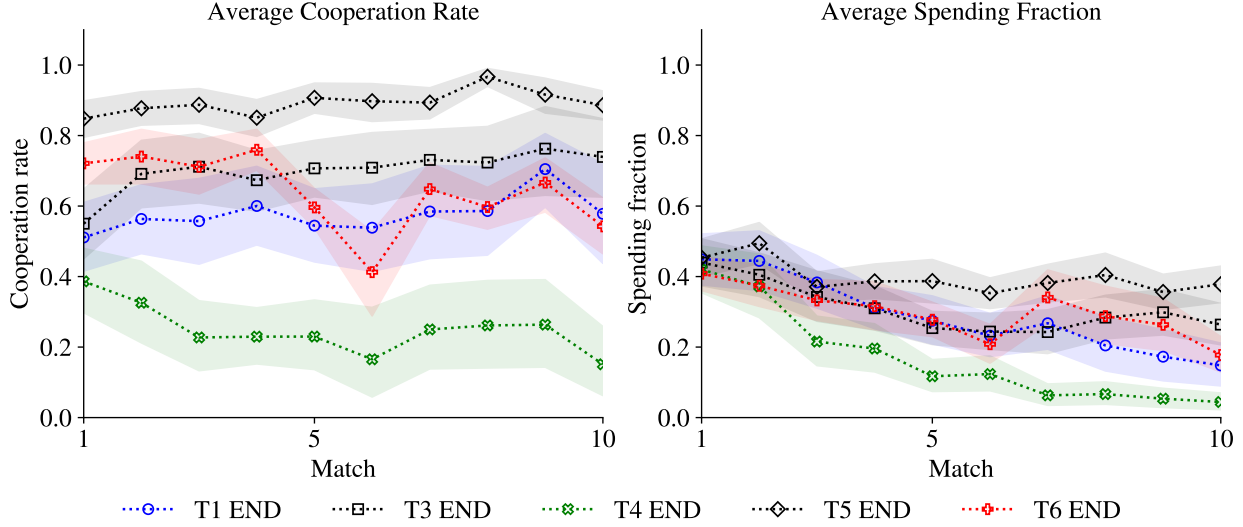 Average Cooperation Rate
Average Spending Fraction
1.0
0.8
0.6
0.4
0.2
0.0
Cooperation rate
1
5
10
Match
1.0
0.8
0.6
0.4
0.2
0.0
Spending fraction
1
5
10
Match
T1 END
T3 END
T4 END
T5 END
T6 END